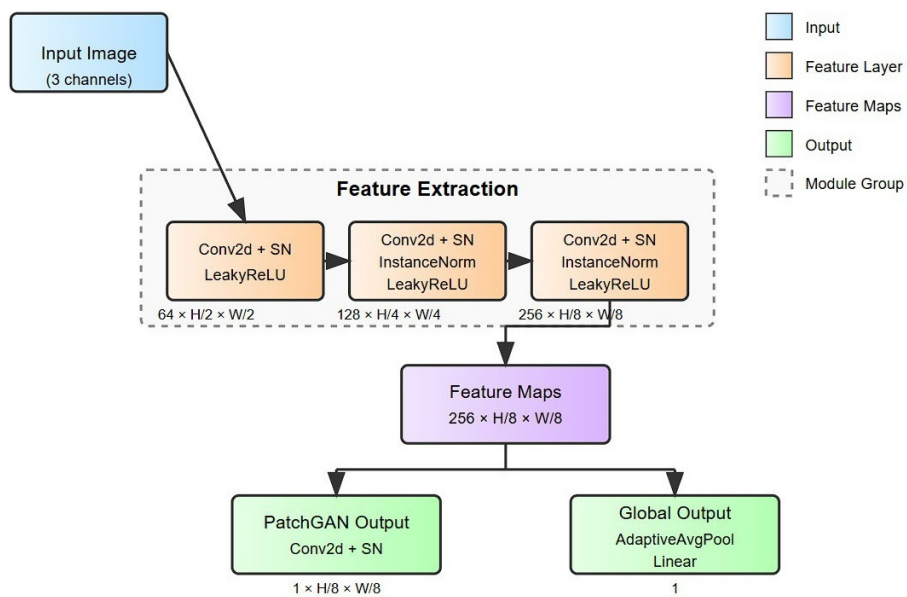 Input Image
(3 channels)
Input
Feature Layer
Feature Maps
Output
Module Group
Feature Extraction
Conv2d + SN
LeakyReLU
64 × H/2 × W/2
Conv2d + SN
InstanceNorm
LeakyReLU
128 × H/4 × W/4
Conv2d + SN
InstanceNorm
LeakyReLU
256 × H/8 × W/8
Feature Maps
256 × H/8 × W/8
PatchGAN Output
Conv2d + SN
1 × H/8 × W/8
Global Output
AdaptiveAvgPool
Linear
1